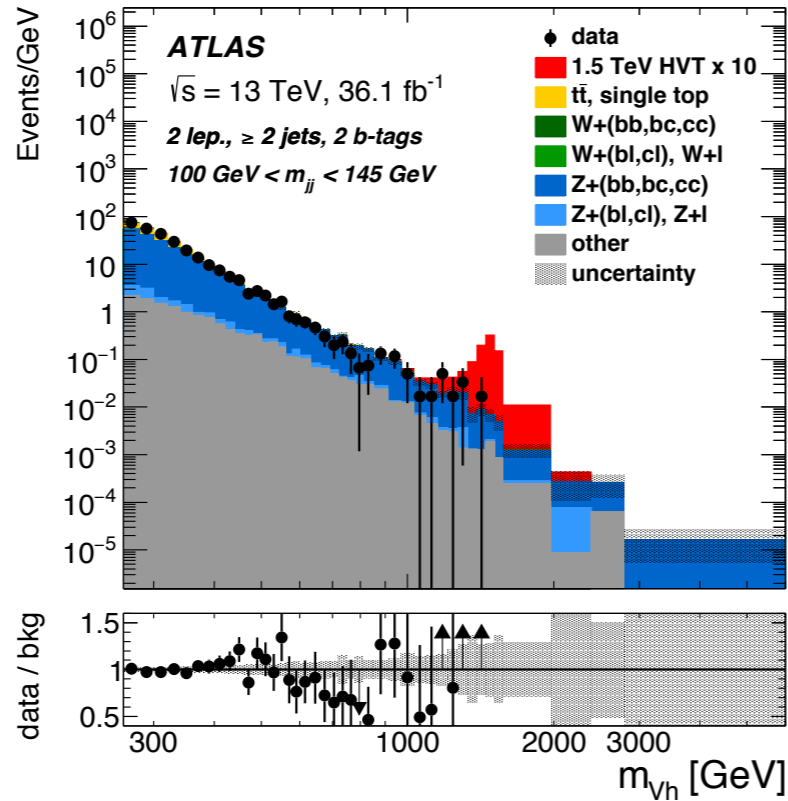 Events/GeV
10⁶
10⁵
10⁴
10³
10²
10
1
10⁻¹
10⁻²
10⁻³
10⁻⁴
10⁻⁵
ATLAS
√s = 13 TeV, 36.1 fb⁻¹
2 lep., ≥ 2 jets, 2 b-tags
100 GeV < m_jj < 145 GeV
data
1.5 TeV HVT x 10
tt̄, single top
W+(bb,bc,cc)
W+(bl,cl), W+l
Z+(bb,bc,cc)
Z+(bl,cl), Z+l
other
uncertainty
data / bkg
1.5
1
0.5
300 1000 2000 3000
m_Vh [GeV]